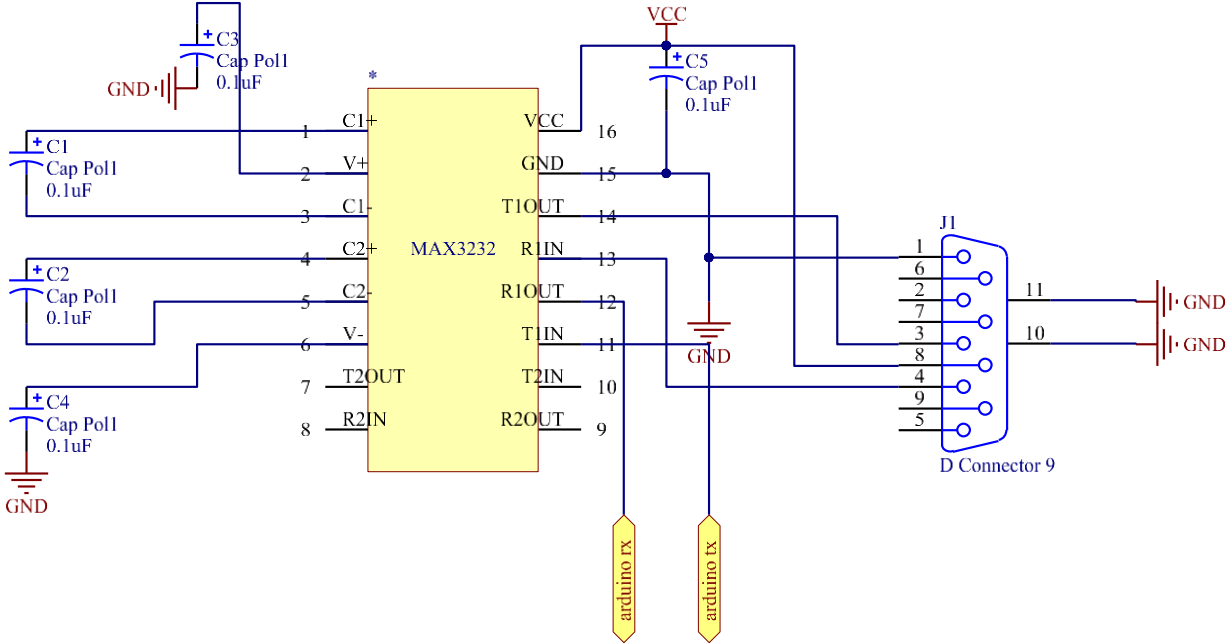 VCC
+ C3
Cap Pol1
0.1uF
GND
+ C5
Cap Pol1
0.1uF
*
1 C1+ VCC 16
+ C1
Cap Pol1
0.1uF
2 V+ GND 15
3 C1- T1OUT 14
J1
MAX3232
4 C2+ R1IN 13
+ C2
Cap Pol1
0.1uF
5 C2- R1OUT 12
6 V- T1IN 11
7 T2OUT T2IN 10
8 R2IN R2OUT 9
+ C4
Cap Pol1
0.1uF
GND
GND
1
6
2
7
3
8
4
9
5
11 GND
10 GND
D Connector 9
arduino rx
arduino tx